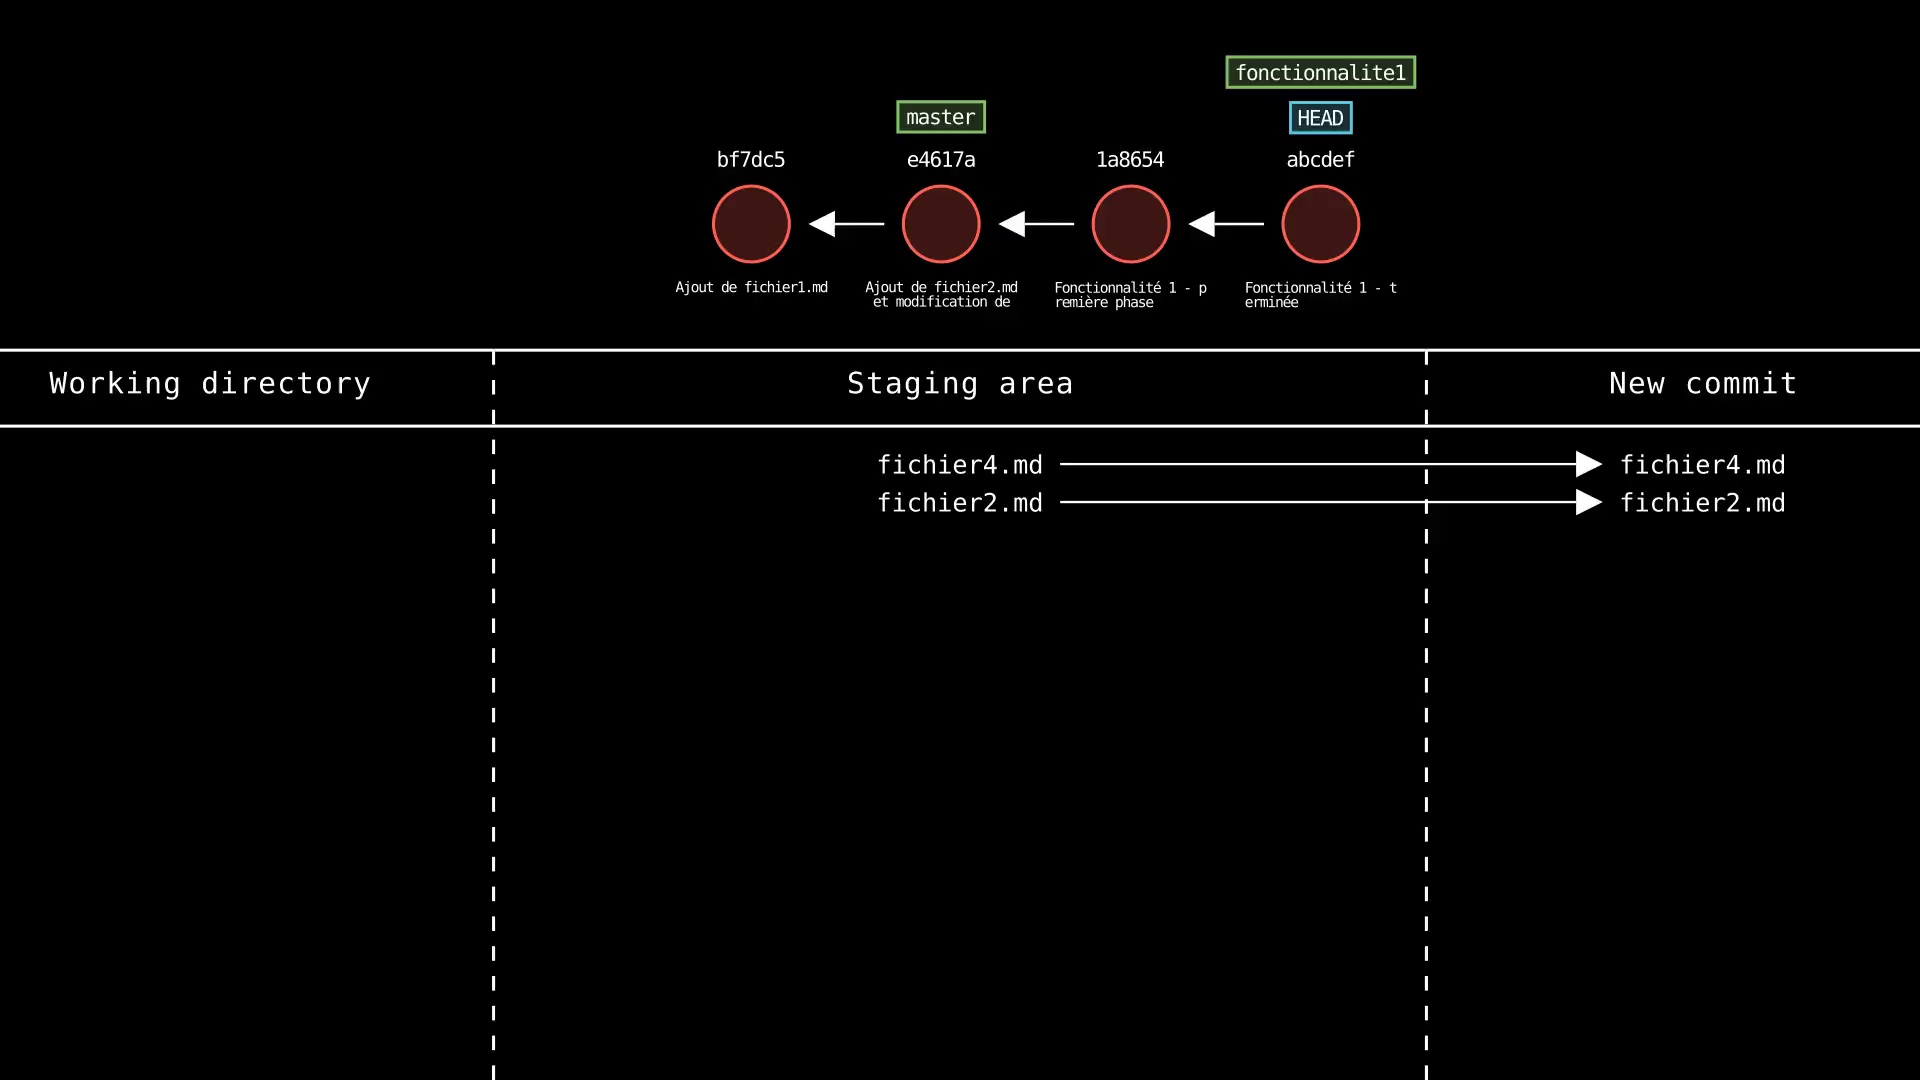 fonctionnalite1
master
HEAD
bf7dc5
e4617a
1a8654
abcdef
Ajout de fichier1.md
Ajout de fichier2.md
et modification de
Fonctionnalité 1 - p
remière phase
Fonctionnalité 1 - t
erminée
Working directory
Staging area
New commit
fichier4.md
fichier4.md
fichier2.md
fichier2.md